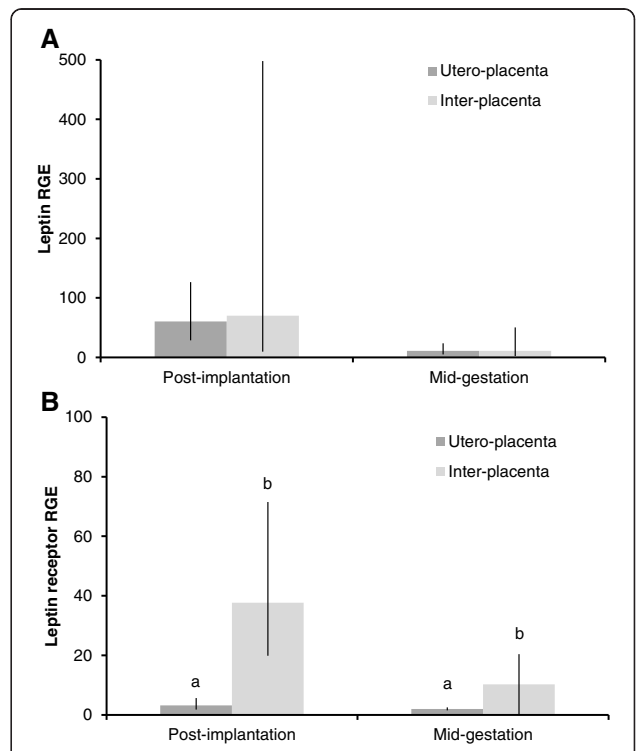 A
500
Utero-placenta
Inter-placenta
400
300
200
100
0
Leptin RGE
Post-implantation Mid-gestation
B
100
Utero-placenta
Inter-placenta
80
60
40
20
0
Leptin receptor RGE
a b a b
Post-implantation Mid-gestation